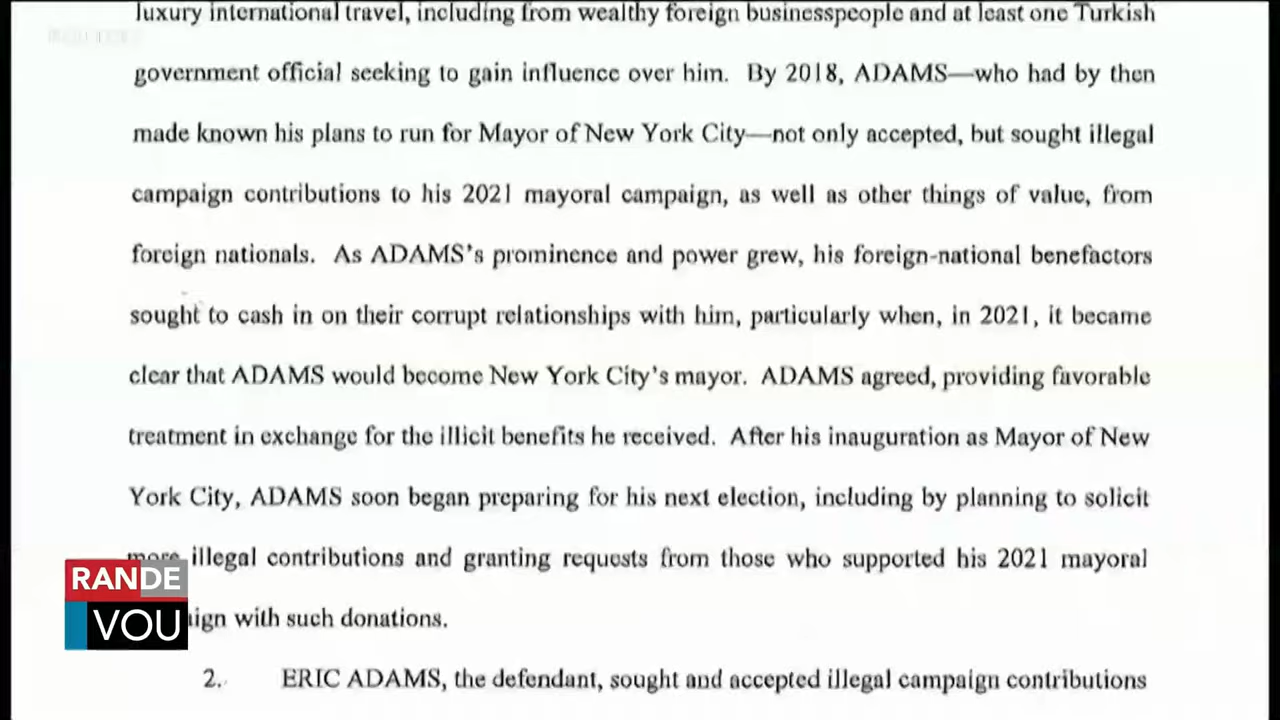 luxury international travel, including from wealthy foreign businesspeople and at least one Turkish
government official seeking to gain influence over him. By 2018, ADAMS—who had by then
made known his plans to run for Mayor of New York City—not only accepted, but sought illegal
campaign contributions to his 2021 mayoral campaign, as well as other things of value, from
foreign nationals. As ADAMS's prominence and power grew, his foreign-national benefactors
sought to cash in on their corrupt relationships with him, particularly when, in 2021, it became
clear that ADAMS would become New York City's mayor. ADAMS agreed, providing favorable
treatment in exchange for the illicit benefits he received. After his inauguration as Mayor of New
York City, ADAMS soon began preparing for his next election, including by planning to solicit
more illegal contributions and granting requests from those who supported his 2021 mayoral
ign with such donations.
2. ERIC ADAMS, the defendant, sought and accepted illegal campaign contributions
RANDE
VOU